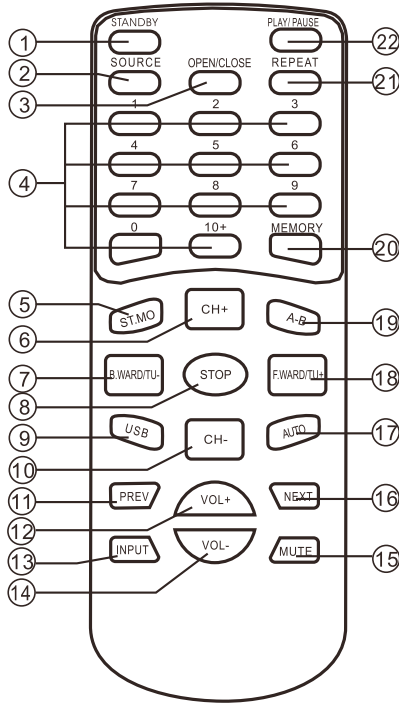 STANDBY PLAY/ PAUSE
1 22
SOURCE OPEN/CLOSE REPEAT
2 21
3
1 2 3
4 5 6
4
7 8 9
0 10+ MEMORY
20
5 ST.MO CH+ A-B 19
6
7 B.WARD/TU- STOP F.WARD/TU+ 18
8
9 USB AUTO 17
10 CH-
11 PREV VOL+ NEXT 16
12
13 INPUT VOL- MUTE 15
14